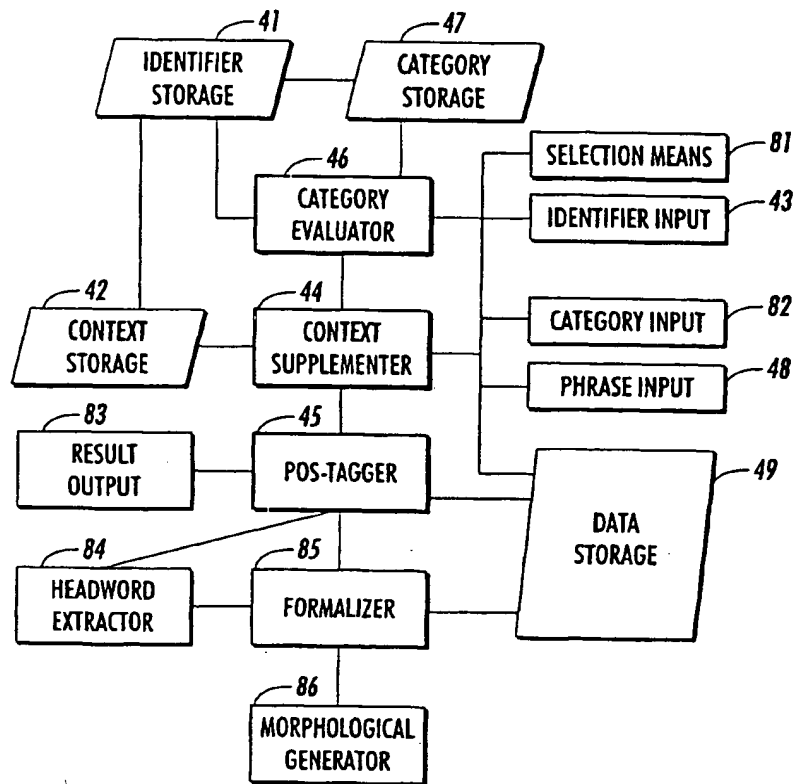 41
47
IDENTIFIER
STORAGE
CATEGORY
STORAGE
81
SELECTION MEANS
46
43
CATEGORY
EVALUATOR
IDENTIFIER INPUT
42
44
82
CONTEXT
STORAGE
CONTEXT
SUPPLEMENTER
CATEGORY INPUT
48
PHRASE INPUT
83
45
RESULT
OUTPUT
POS-TAGGER
49
DATA
STORAGE
84
85
HEADWORD
EXTRACTOR
FORMALIZER
86
MORPHOLOGICAL
GENERATOR